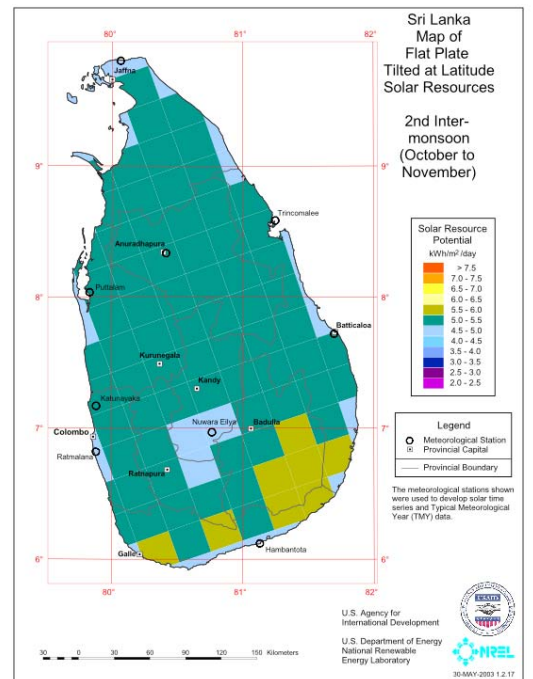 Sri Lanka
Map of
Flat Plate
Tilted at Latitude
Solar Resources
2nd Inter-
monsoon
(October to
November)
80°
81°
82°
9°
8°
7°
6°
80°
81°
82°
Jaffna
Trincomalee
Anuradhapura
Puttalam
Batticaloa
Kurunegala
Kandy
Katunayaka
Nuwara Eliya
Badulla
Colombo
Ratmalana
Ratnapura
Galle
Hambantota
Solar Resource
Potential
kWh/m²/day
> 7.5
7.0 - 7.5
6.5 - 7.0
6.0 - 6.5
5.5 - 6.0
5.0 - 5.5
4.5 - 5.0
4.0 - 4.5
3.5 - 4.0
3.0 - 3.5
2.5 - 3.0
2.0 - 2.5
Legend
Meteorological Station
Provincial Capital
Provincial Boundary
The meteorological stations shown
were used to develop solar time
series and Typical Meteorological
Year (TMY) data.
U.S. Agency for
International Development
U.S. Department of Energy
National Renewable
Energy Laboratory
NREL
30 0 30 60 90 120 150 Kilometers
30-MAY-2003 1.2.17